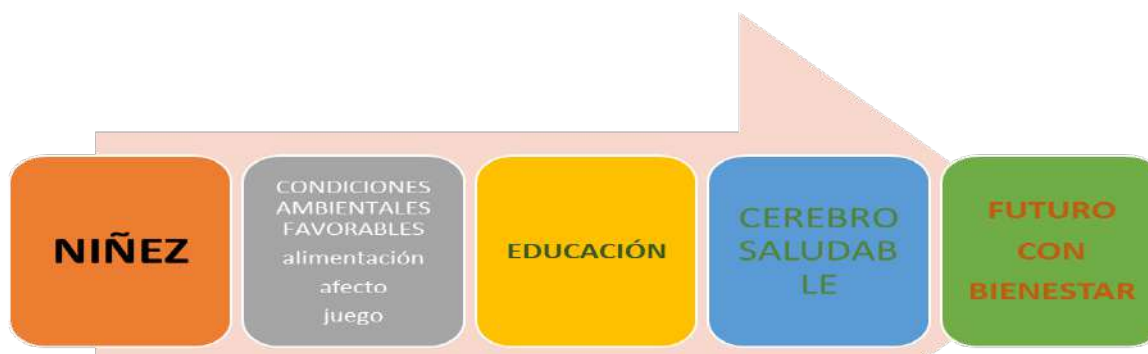 NIÑEZ
CONDICIONES
AMBIENTALES
FAVORABLES
alimentación
afecto
juego
EDUCACIÓN
CEREBRO
SALUDAB
LE
FUTURO
CON
BIENESTAR